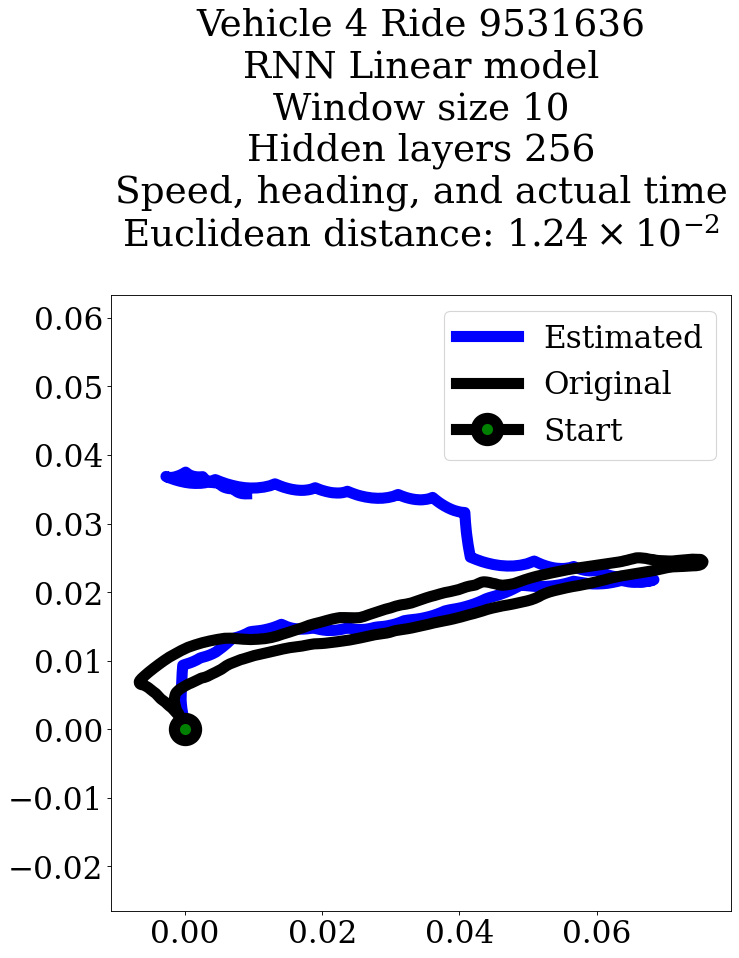 Vehicle 4 Ride 9531636
RNN Linear model
Window size 10
Hidden layers 256
Speed, heading, and actual time
Euclidean distance: 1.24 × 10⁻²
Estimated
Original
Start
0.06
0.05
0.04
0.03
0.02
0.01
0.00
−0.01
−0.02
0.00 0.02 0.04 0.06